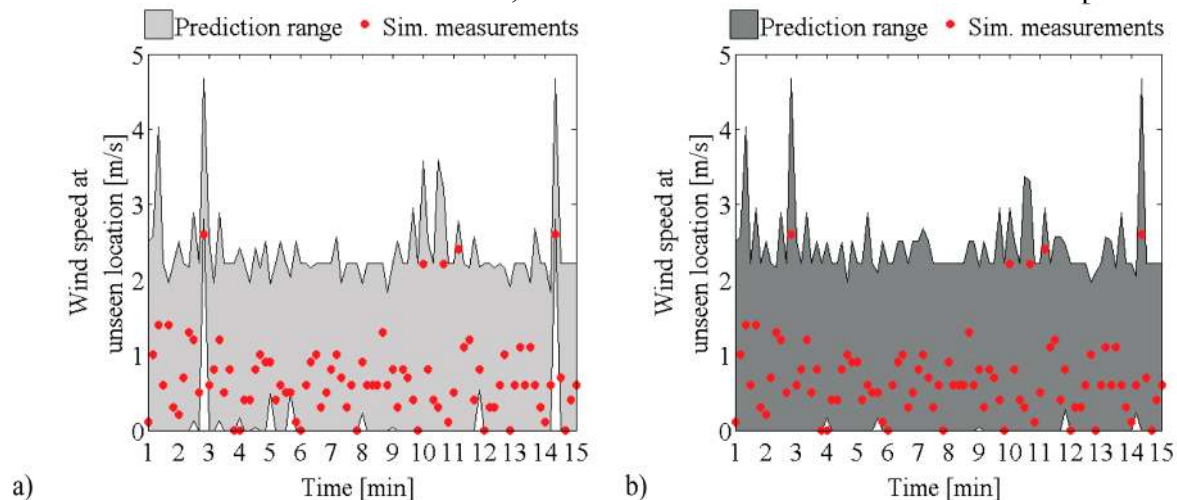 Prediction range Sim. measurements
5
4
3
2
1
0
Wind speed at
unseen location [m/s]
1 2 3 4 5 6 7 8 9 10 11 12 13 14 15
Time [min]
a)
Prediction range Sim. measurements
5
4
3
2
1
0
Wind speed at
unseen location [m/s]
1 2 3 4 5 6 7 8 9 10 11 12 13 14 15
Time [min]
b)